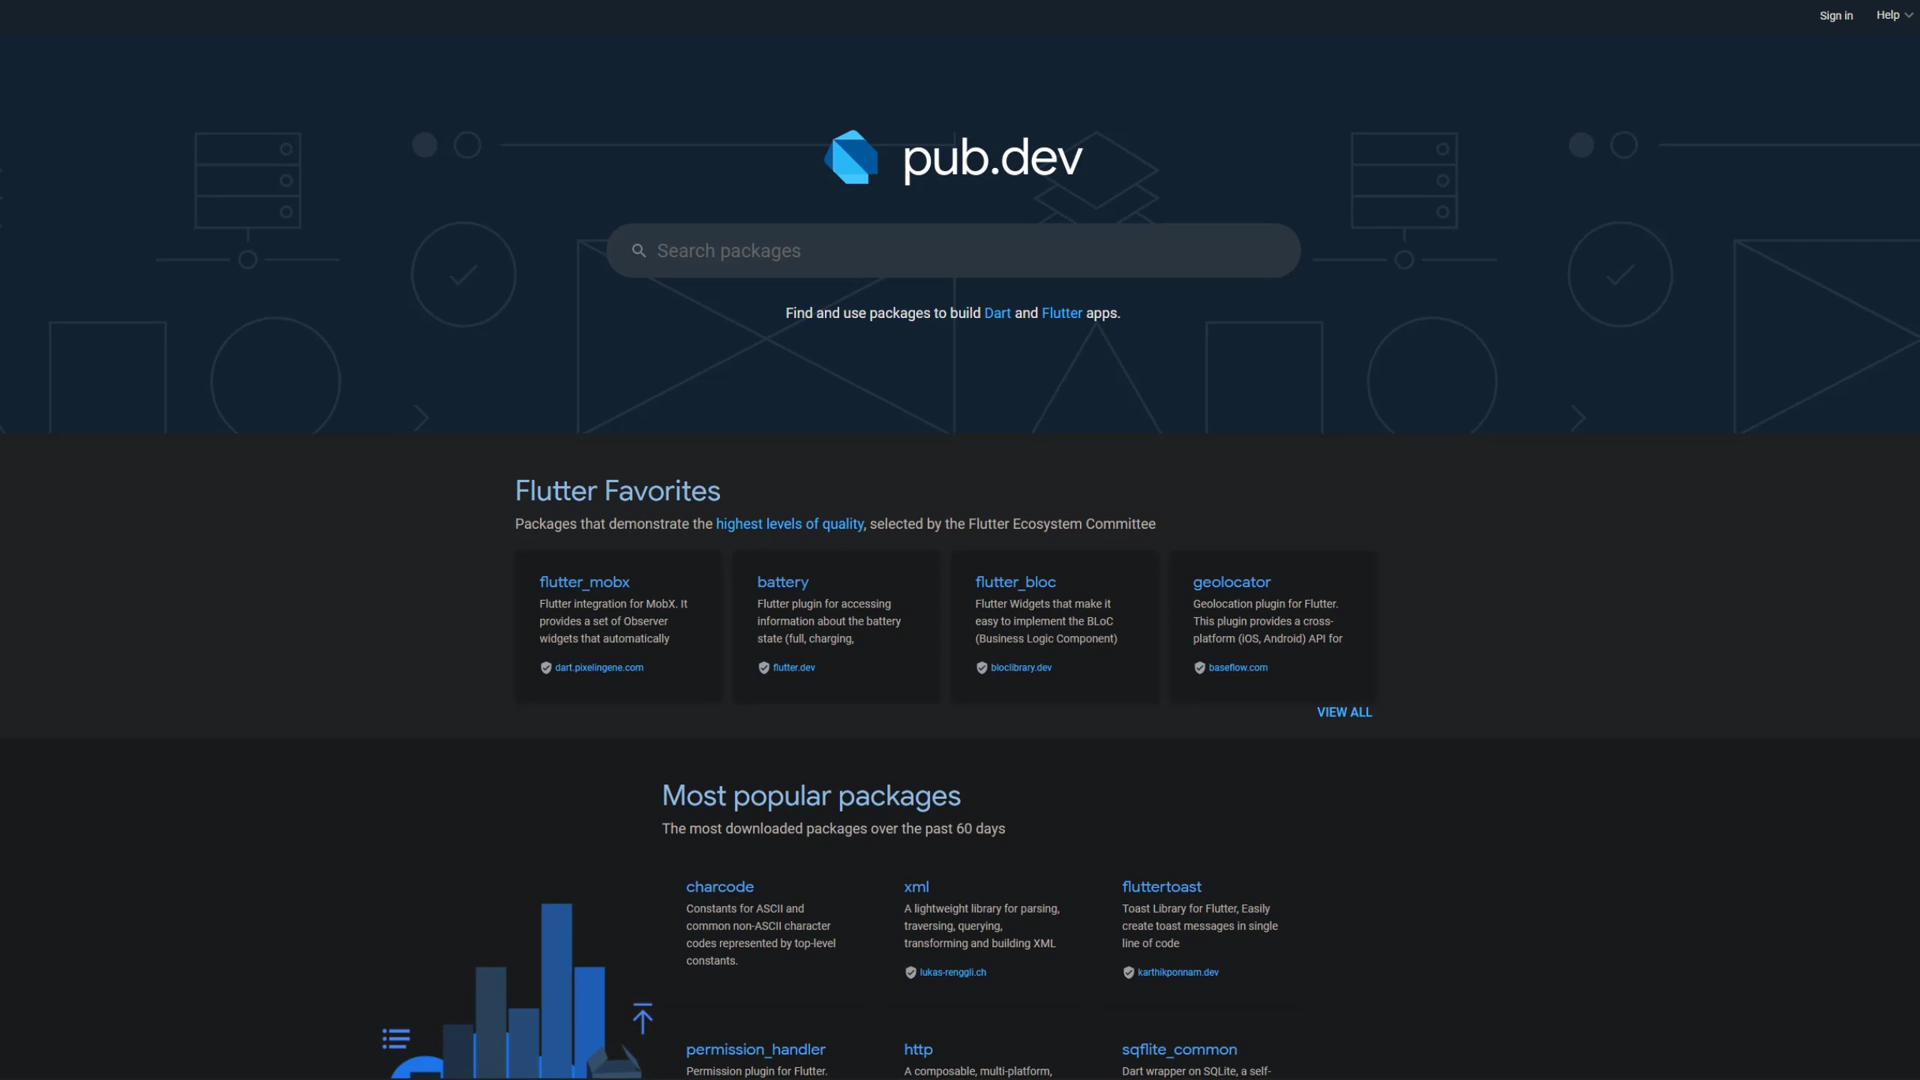 Sign in
Help
pub.dev
Search packages
Find and use packages to build Dart and Flutter apps.
Flutter Favorites
Packages that demonstrate the highest levels of quality, selected by the Flutter Ecosystem Committee
flutter_mobx
Flutter integration for MobX. It
provides a set of Observer
widgets that automatically
dart.pixelingene.com
battery
Flutter plugin for accessing
information about the battery
state (full, charging,
flutter.dev
flutter_bloc
Flutter Widgets that make it
easy to implement the BLoC
(Business Logic Component)
bloclibrary.dev
geolocator
Geolocation plugin for Flutter.
This plugin provides a cross-
platform (iOS, Android) API for
baseflow.com
VIEW ALL
Most popular packages
The most downloaded packages over the past 60 days
charcode
Constants for ASCII and
common non-ASCII character
codes represented by top-level
constants.
xml
A lightweight library for parsing,
traversing, querying,
transforming and building XML
lukas-renggli.ch
fluttertoast
Toast Library for Flutter, Easily
create toast messages in single
line of code
karthikponnam.dev
permission_handler
Permission plugin for Flutter.
http
A composable, multi-platform,
sqflite_common
Dart wrapper on SQLite, a self-